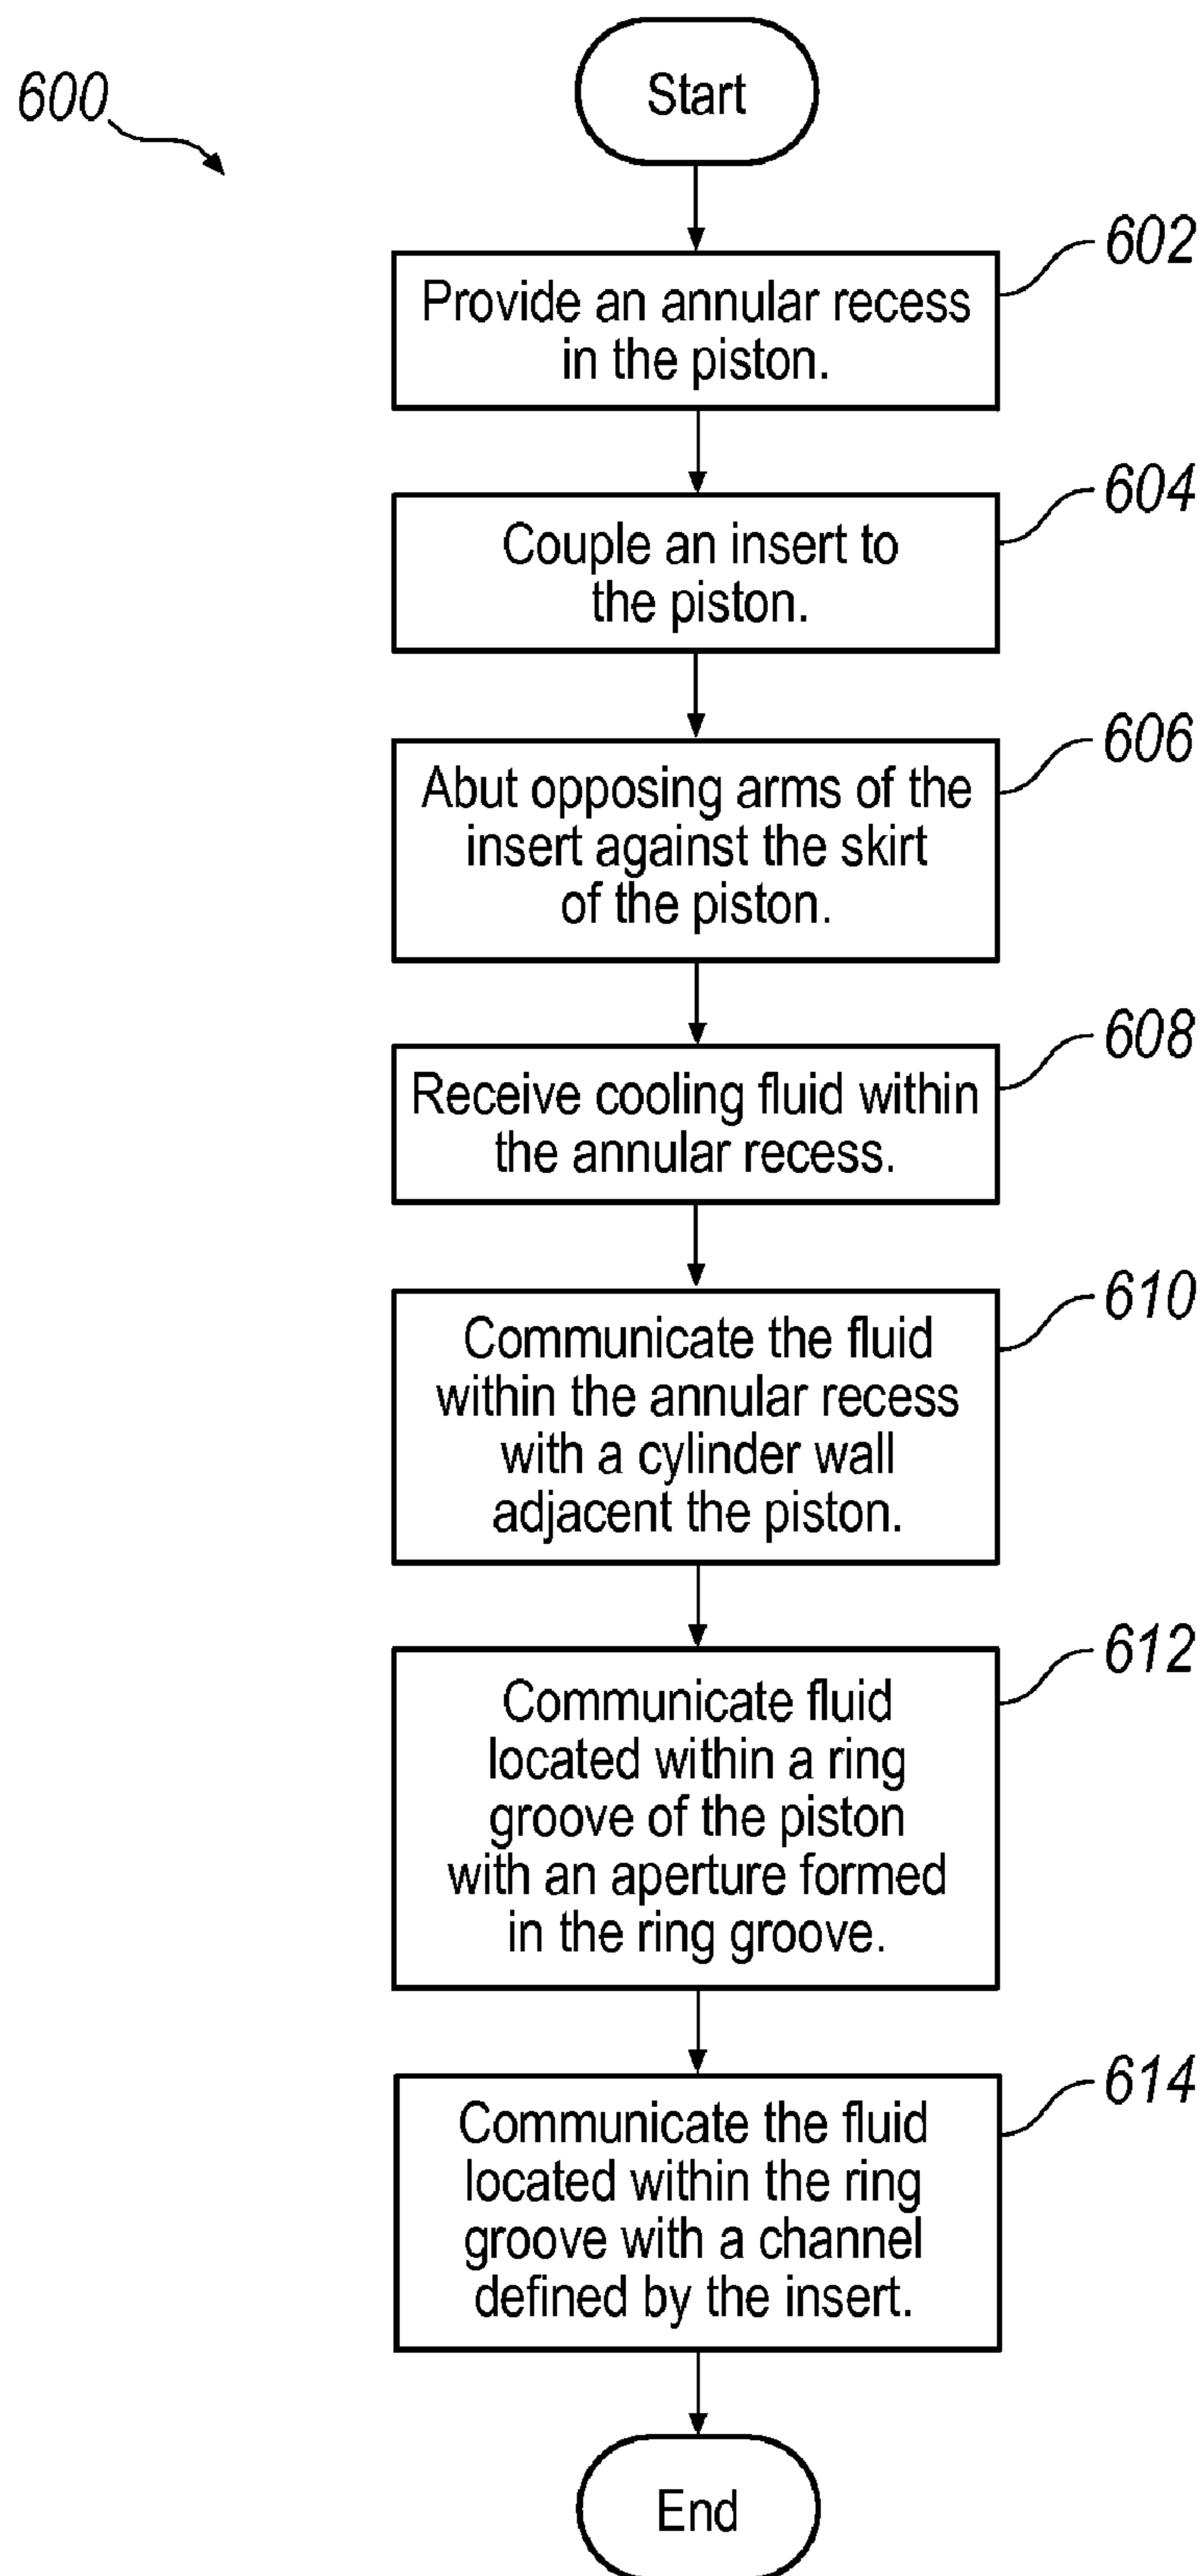 600
Start
602
Provide an annular recess
in the piston.
604
Couple an insert to
the piston.
606
Abut opposing arms of the
insert against the skirt
of the piston.
608
Receive cooling fluid within
the annular recess.
610
Communicate the fluid
within the annular recess
with a cylinder wall
adjacent the piston.
612
Communicate fluid
located within a ring
groove of the piston
with an aperture formed
in the ring groove.
614
Communicate the fluid
located within the ring
groove with a channel
defined by the insert.
End